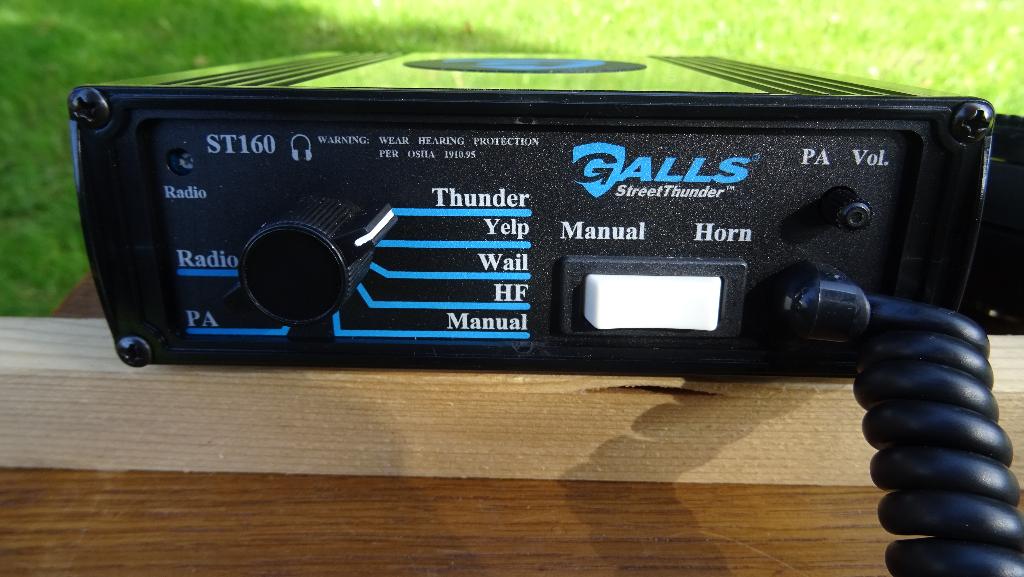 ST160
WARNING: WEAR HEARING PROTECTION
PER OSHA 1910.95
GALLS
StreetThunder™
PA Vol.
Radio
Thunder
Yelp
Manual Horn
Radio
Wail
HF
PA
Manual